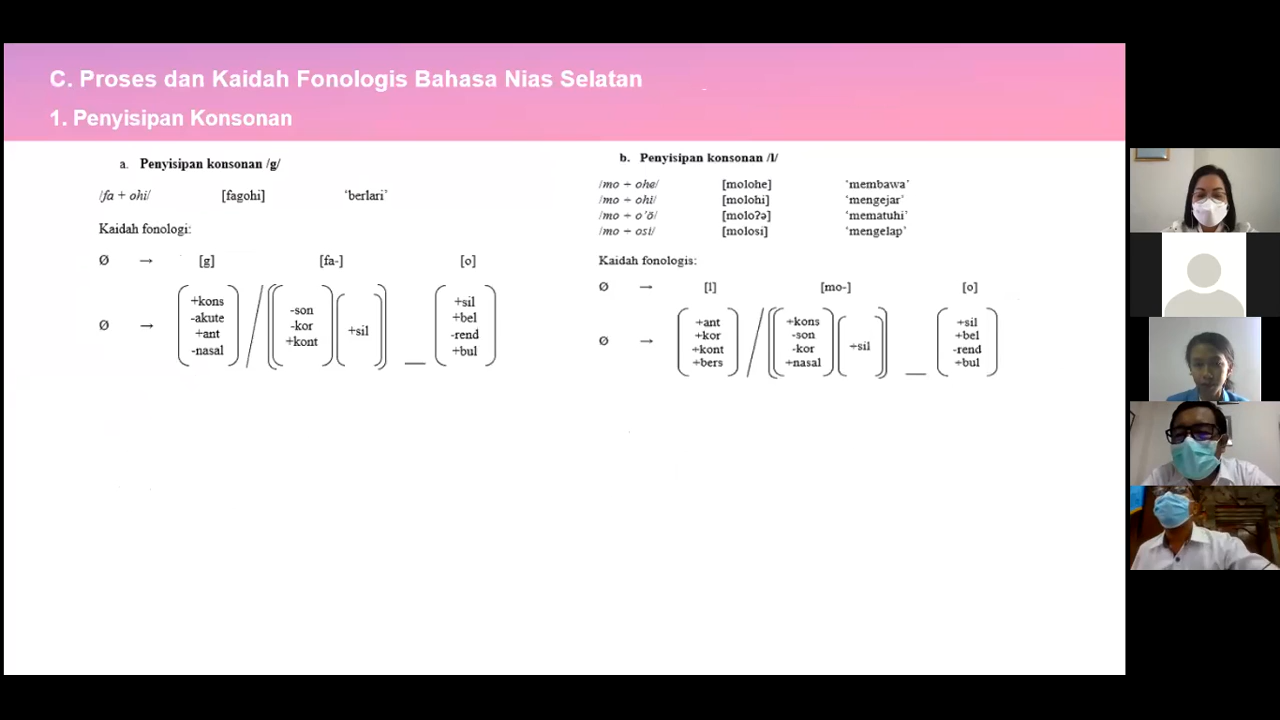 C. Proses dan Kaidah Fonologis Bahasa Nias Selatan
1. Penyisipan Konsonan
a. Penyisipan konsonan /g/
/fa + ohi/ [fagohi] ‘berlari’
Kaidah fonologi:
Ø → [g] [fa-] [o]
+kons
-akute
+ant
-nasal
Ø → / __
-son
-kor
+kont
+sil
+sil
+bel
-rend
+bul
b. Penyisipan konsonan /l/
/mo + ohe/ [molohe] ‘membawa’
/mo + ohi/ [molohi] ‘mengejar’
/mo + o’ö/ [moloʔə] ‘mematuhi’
/mo + osi/ [molosi] ‘mengelap’
Kaidah fonologis:
Ø → [l] [mo-] [o]
+ant
+kor
+kont
+bers
Ø → / __
+kons
-son
-kor
+nasal
+sil
+sil
+bel
-rend
+bul